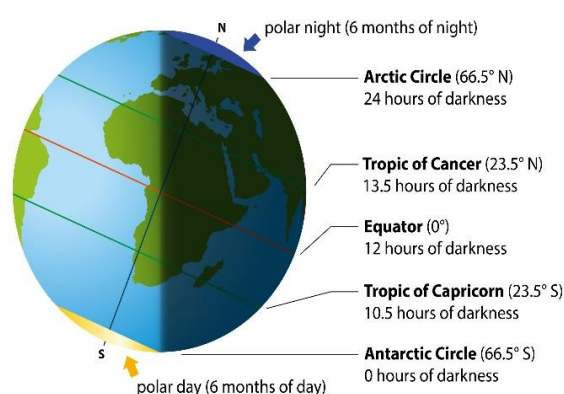 N
polar night (6 months of night)
Arctic Circle (66.5° N)
24 hours of darkness
Tropic of Cancer (23.5° N)
13.5 hours of darkness
Equator (0°)
12 hours of darkness
Tropic of Capricorn (23.5° S)
10.5 hours of darkness
Antarctic Circle (66.5° S)
0 hours of darkness
S
polar day (6 months of day)